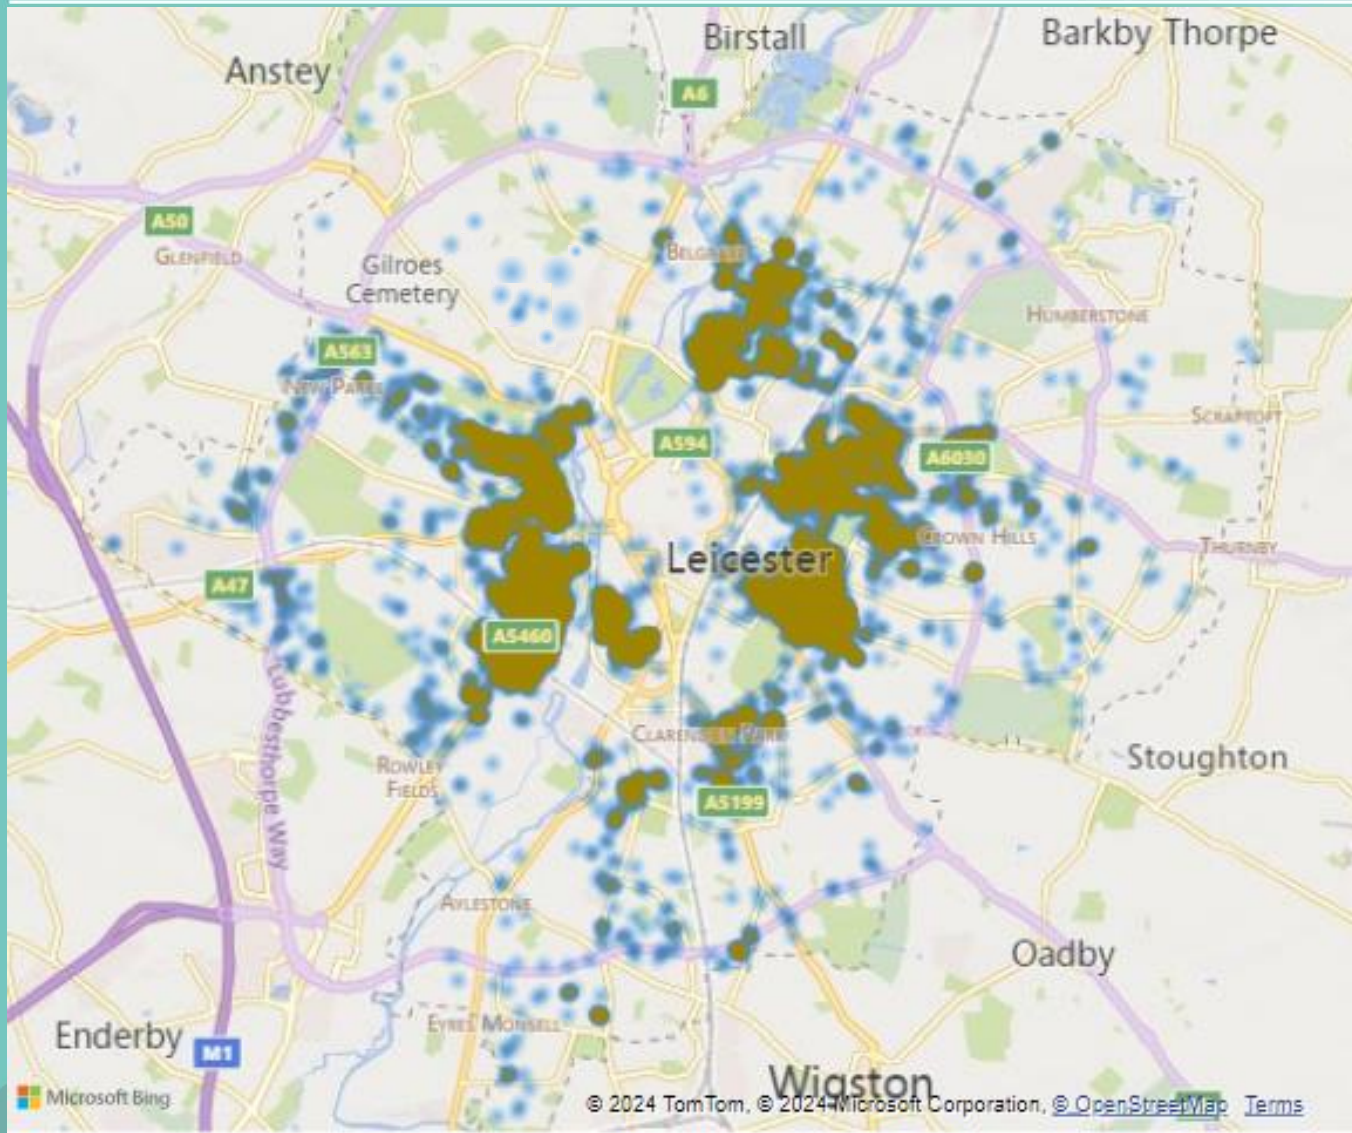 Birstall
Barkby Thorpe
Anstey
A6
A50
GLENFIELD
Gilroes
Cemetery
BELGRAVE
HUMBERSTONE
A563
NEW PARKS
SCRAPTOFT
A594
A6030
CROWN HILLS
Leicester
THURNBY
A47
A5460
Lubbesthorpe Way
CLARENDON PARK
Stoughton
ROWLEY
FIELDS
A5199
AYLESTONE
Oadby
EYRES MONSELL
Enderby
M1
Wigston
Microsoft Bing
© 2024 TomTom, © 2024 Microsoft Corporation, © OpenStreetMap Terms